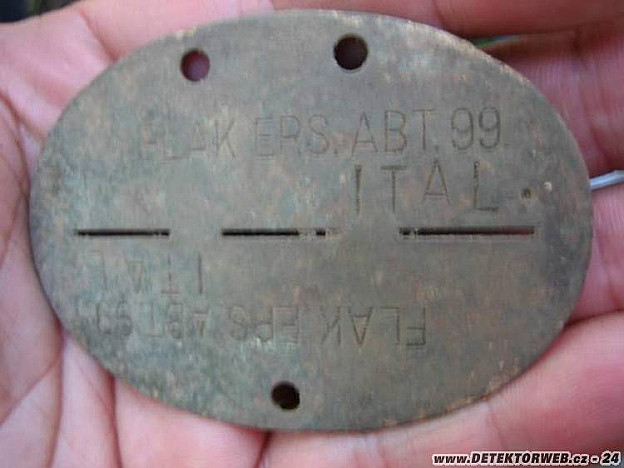 FLAK ERS. ABT. 99
ITAL.
ITAL
FLAK ERS. ABT. 99
www.DETEKTORWEB.cz - 24